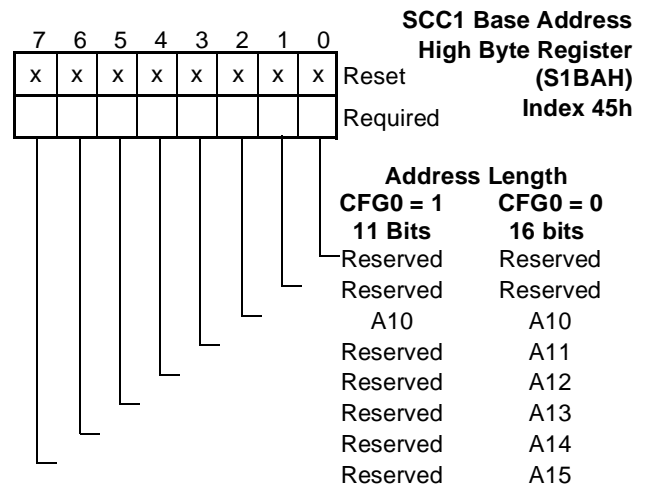 SCC1 Base Address
High Byte Register
(S1BAH)
Index 45h
7 6 5 4 3 2 1 0
x x x x x x x x Reset
Required
Address Length
CFG0 = 1 CFG0 = 0
11 Bits 16 bits
Reserved Reserved
Reserved Reserved
A10 A10
Reserved A11
Reserved A12
Reserved A13
Reserved A14
Reserved A15